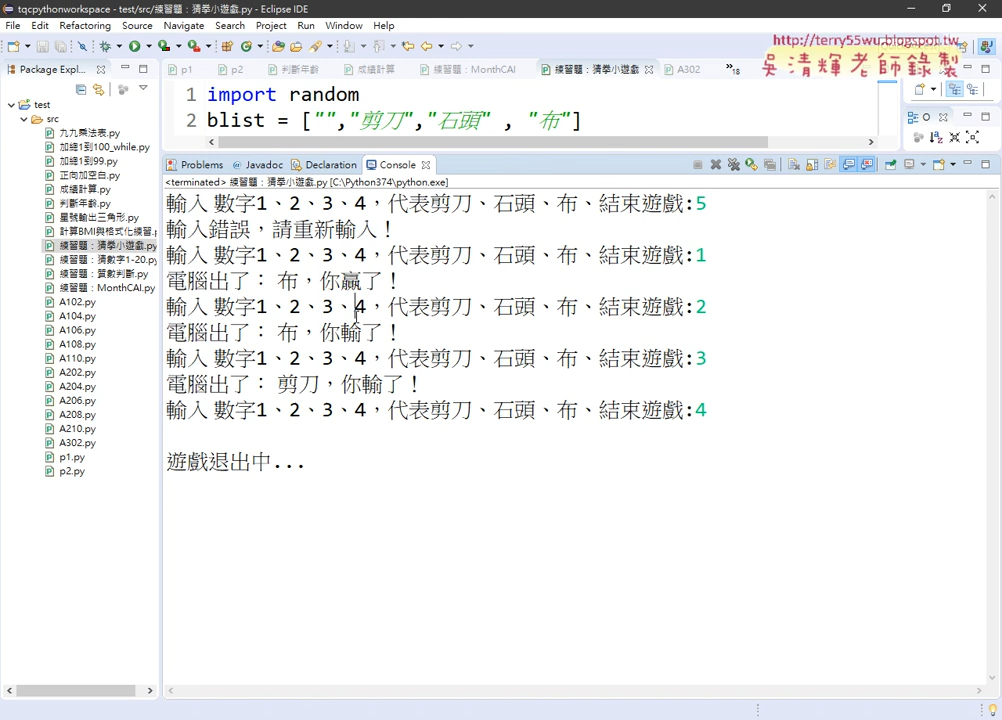 tqcpythonworkspace - test/src/練習題：猜拳小遊戲.py - Eclipse IDE
File Edit Refactoring Source Navigate Search Project Run Window Help
http://terry55wu.blogspot.tw
吳清輝老師錄製
Package Expl...
p1 p2 判斷年齡 成績計算 練習題：MonthCAI 練習題：猜拳小遊戲 A302 »18
test
src
九九乘法表.py
加總1到100_while.py
加總1到99.py
正向加空白.py
成績計算.py
判斷年齡.py
星號輸出三角形.py
計算BMI與格式化練習.p
練習題：猜拳小遊戲.py
練習題：猜數字1-20.py
練習題：質數判斷.py
練習題：MonthCAI.py
A102.py
A104.py
A106.py
A108.py
A110.py
A202.py
A204.py
A206.py
A208.py
A210.py
A302.py
p1.py
p2.py
1 import random
2 blist = ["","剪刀","石頭" , "布"]
Problems Javadoc Declaration Console
<terminated> 練習題：猜拳小遊戲.py [C:\Python374\python.exe]
輸入 數字1、2、3、4，代表剪刀、石頭、布、結束遊戲:5
輸入錯誤，請重新輸入！
輸入 數字1、2、3、4，代表剪刀、石頭、布、結束遊戲:1
電腦出了： 布，你贏了！
輸入 數字1、2、3、4，代表剪刀、石頭、布、結束遊戲:2
電腦出了： 布，你輸了！
輸入 數字1、2、3、4，代表剪刀、石頭、布、結束遊戲:3
電腦出了： 剪刀，你輸了！
輸入 數字1、2、3、4，代表剪刀、石頭、布、結束遊戲:4
遊戲退出中...